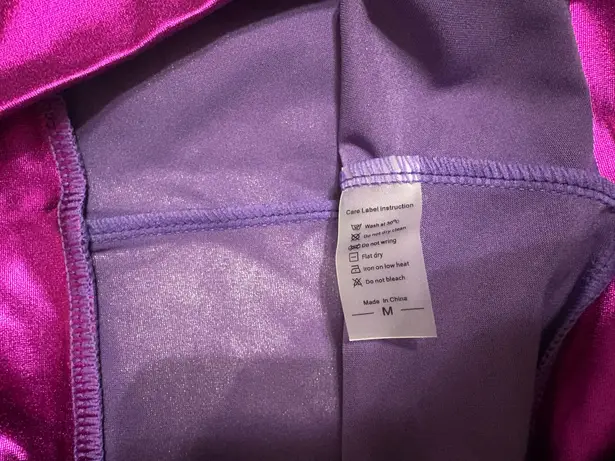 Care Label Instruction
Wash at 30°C
Do not dry clean
Do not wring
Flat dry
Iron on low heat
Do not bleach
Made In China
M